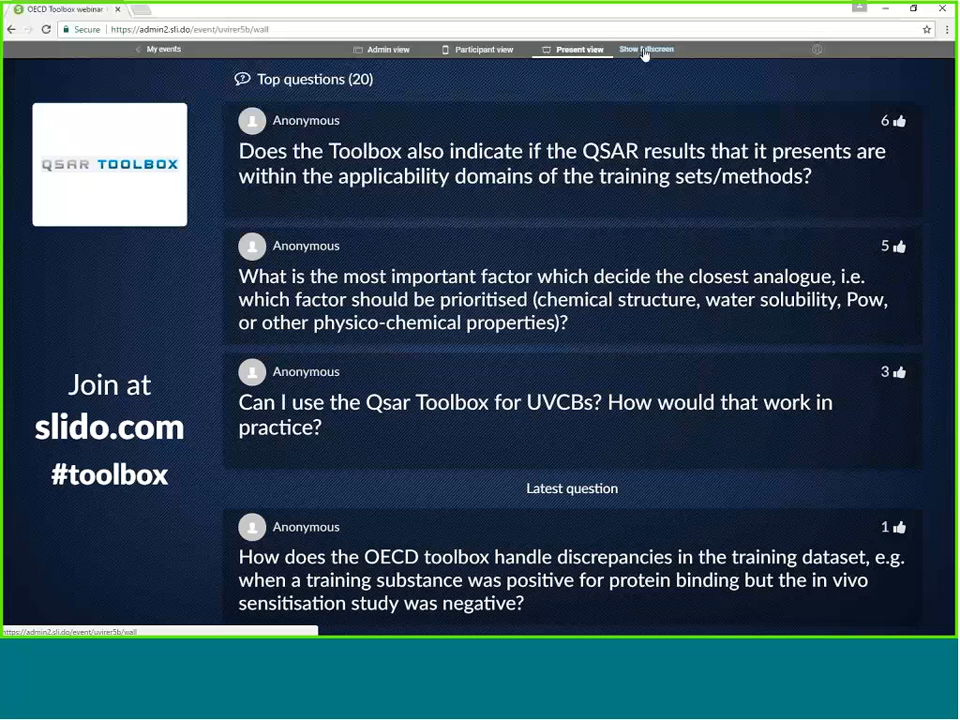 OECD Toolbox webinar
Secure https://admin2.sli.do/event/uvirer5b/wall
My events Admin view Participant view Present view Show fullscreen
Top questions (20)
QSAR TOOLBOX
Anonymous 6
Does the Toolbox also indicate if the QSAR results that it presents are
within the applicability domains of the training sets/methods?
Anonymous 5
What is the most important factor which decide the closest analogue, i.e.
which factor should be prioritised (chemical structure, water solubility, Pow,
or other physico-chemical properties)?
Anonymous 3
Can I use the Qsar Toolbox for UVCBs? How would that work in
practice?
Join at
slido.com
#toolbox
Latest question
Anonymous 1
How does the OECD toolbox handle discrepancies in the training dataset, e.g.
when a training substance was positive for protein binding but the in vivo
sensitisation study was negative?
https://admin2.sli.do/event/uvirer5b/wall